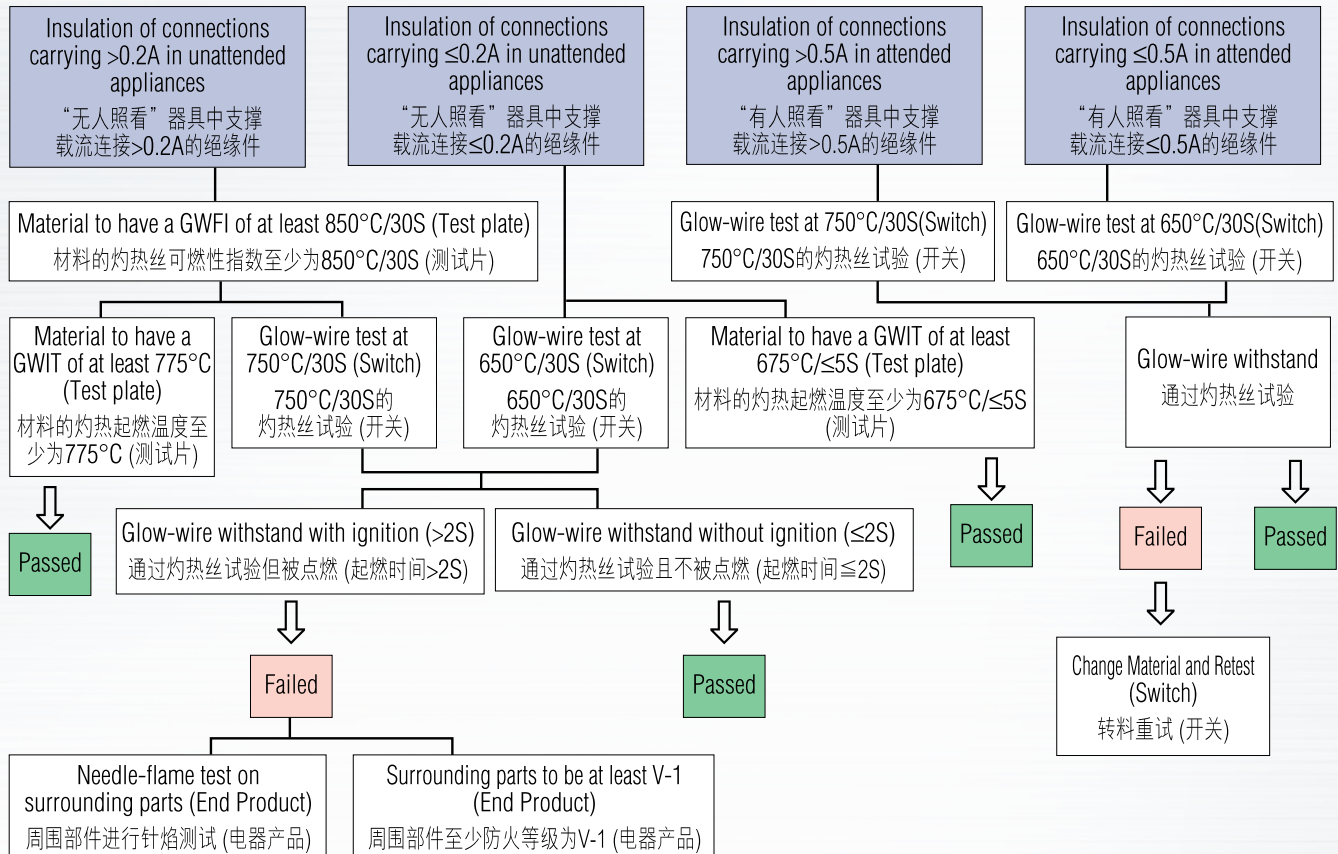 Insulation of connections
carrying >0.2A in unattended
appliances
“无人照看”器具中支撑
载流连接>0.2A的绝缘件
Insulation of connections
carrying ≤0.2A in unattended
appliances
“无人照看”器具中支撑
载流连接≤0.2A的绝缘件
Insulation of connections
carrying >0.5A in attended
appliances
“有人照看”器具中支撑
载流连接>0.5A的绝缘件
Insulation of connections
carrying ≤0.5A in attended
appliances
“有人照看”器具中支撑
载流连接≤0.5A的绝缘件
Material to have a GWFI of at least 850°C/30S (Test plate)
材料的灼热丝可燃性指数至少为850°C/30S (测试片)
Glow-wire test at 750°C/30S(Switch)
750°C/30S的灼热丝试验 (开关)
Glow-wire test at 650°C/30S(Switch)
650°C/30S的灼热丝试验 (开关)
Material to have a
GWIT of at least 775°C
(Test plate)
材料的灼热起燃温度至
少为775°C (测试片)
Glow-wire test at
750°C/30S (Switch)
750°C/30S的
灼热丝试验 (开关)
Glow-wire test at
650°C/30S (Switch)
650°C/30S的
灼热丝试验 (开关)
Material to have a GWIT of at least
675°C/≤5S (Test plate)
材料的灼热起燃温度至少为675°C/≤5S
(测试片)
Glow-wire withstand
通过灼热丝试验
Passed
Glow-wire withstand with ignition (>2S)
通过灼热丝试验但被点燃 (起燃时间>2S)
Glow-wire withstand without ignition (≤2S)
通过灼热丝试验且不被点燃 (起燃时间≦2S)
Passed
Failed
Passed
Failed
Passed
Change Material and Retest
(Switch)
转料重试 (开关)
Needle-flame test on
surrounding parts (End Product)
周围部件进行针焰测试 (电器产品)
Surrounding parts to be at least V-1
(End Product)
周围部件至少防火等级为V-1 (电器产品)